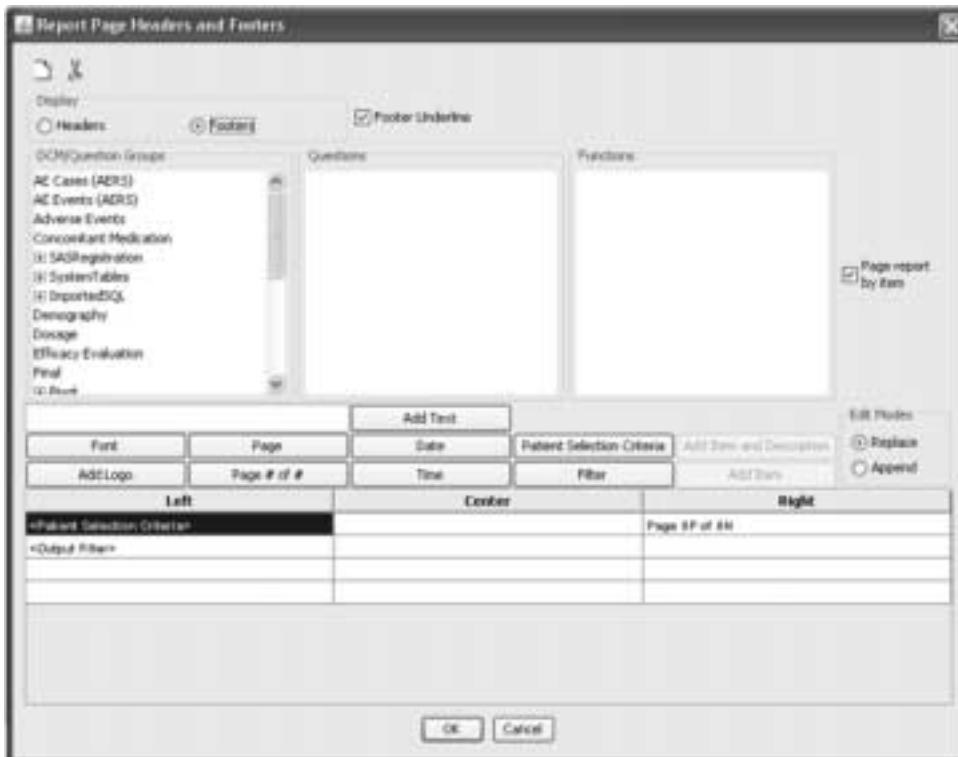 Report Page Headers and Footers
Display
Headers
Footers
Footer Underline
DCM/Question Groups
Questions
Functions
AE Cases (AERS)
AE Events (AERS)
Adverse Events
Concomitant Medication
SASRegistration
SystemTables
ImportedSQL
Demography
Dosage
Efficacy Evaluation
Final
Pivot
Page report
by item
Add Text
Edit Modes
Font
Page
Date
Patient Selection Criteria
Add Item and Description
Replace
Add Logo
Page # of #
Time
Filter
Add Item
Append
Left
Center
Right
<Patient Selection Criteria>
Page #P of #N
<Output Filter>
OK
Cancel